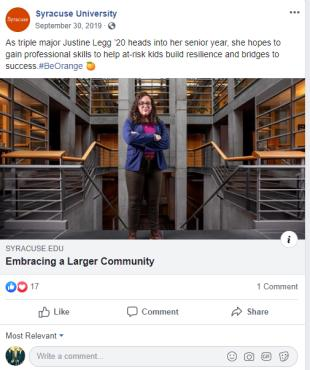 Syracuse
Syracuse University
September 30, 2019 ·
As triple major Justine Legg '20 heads into her senior year, she hopes to
gain professional skills to help at-risk kids build resilience and bridges to
success.#BeOrange 🍊
i
SYRACUSE.EDU
Embracing a Larger Community
17
1 Comment
Like
Comment
Share
Most Relevant
Write a comment...
GIF